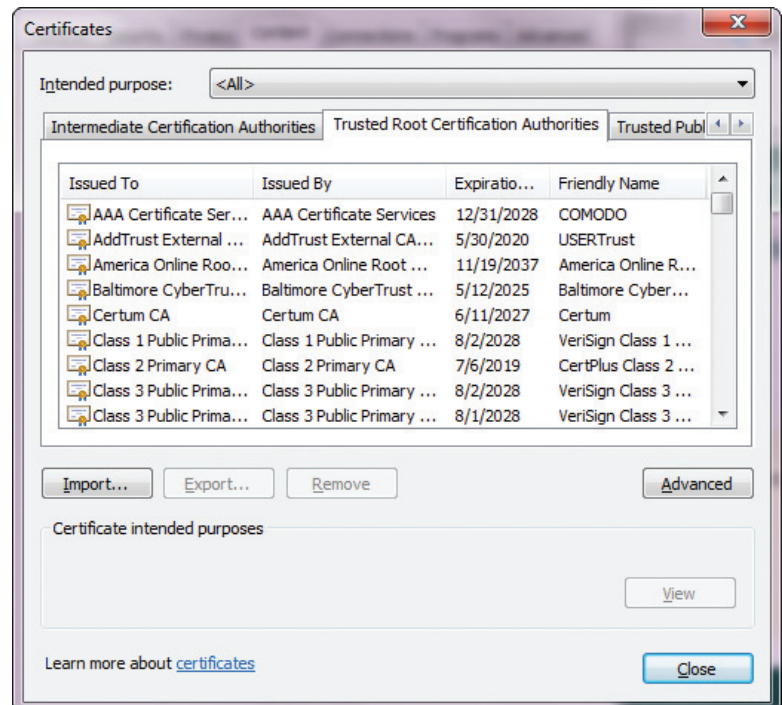 Certificates
Intended purpose: <All>
Intermediate Certification Authorities Trusted Root Certification Authorities Trusted Publ
Issued To Issued By Expiratio... Friendly Name
AAA Certificate Ser... AAA Certificate Services 12/31/2028 COMODO
AddTrust External ... AddTrust External CA... 5/30/2020 USERTrust
America Online Roo... America Online Root ... 11/19/2037 America Online R...
Baltimore CyberTru... Baltimore CyberTrust ... 5/12/2025 Baltimore Cyber...
Certum CA Certum CA 6/11/2027 Certum
Class 1 Public Prima... Class 1 Public Primary ... 8/2/2028 VeriSign Class 1 ...
Class 2 Primary CA Class 2 Primary CA 7/6/2019 CertPlus Class 2 ...
Class 3 Public Prima... Class 3 Public Primary ... 8/2/2028 VeriSign Class 3 ...
Class 3 Public Prima... Class 3 Public Primary ... 8/1/2028 VeriSign Class 3 ...
Import... Export... Remove Advanced
Certificate intended purposes
View
Learn more about certificates
Close